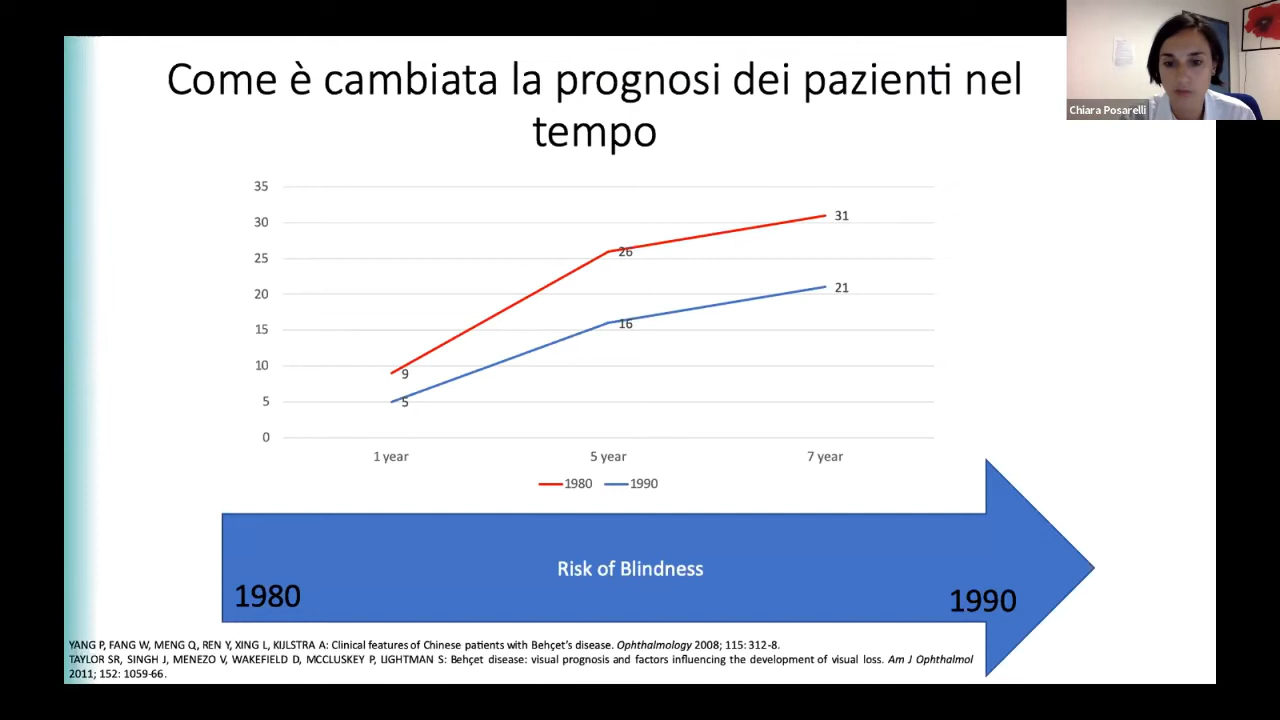 Come è cambiata la prognosi dei pazienti nel
tempo
Chiara Posarelli
35
30
25
20
15
10
5
0
31
26
21
16
9
5
1 year 5 year 7 year
1980 1990
Risk of Blindness
1980 1990
YANG P, FANG W, MENG Q, REN Y, XING L, KIJLSTRA A: Clinical features of Chinese patients with Behçet's disease. Ophthalmology 2008; 115: 312-8.
TAYLOR SR, SINGH J, MENEZO V, WAKEFIELD D, MCCLUSKEY P, LIGHTMAN S: Behçet disease: visual prognosis and factors influencing the development of visual loss. Am J Ophthalmol
2011; 152: 1059-66.